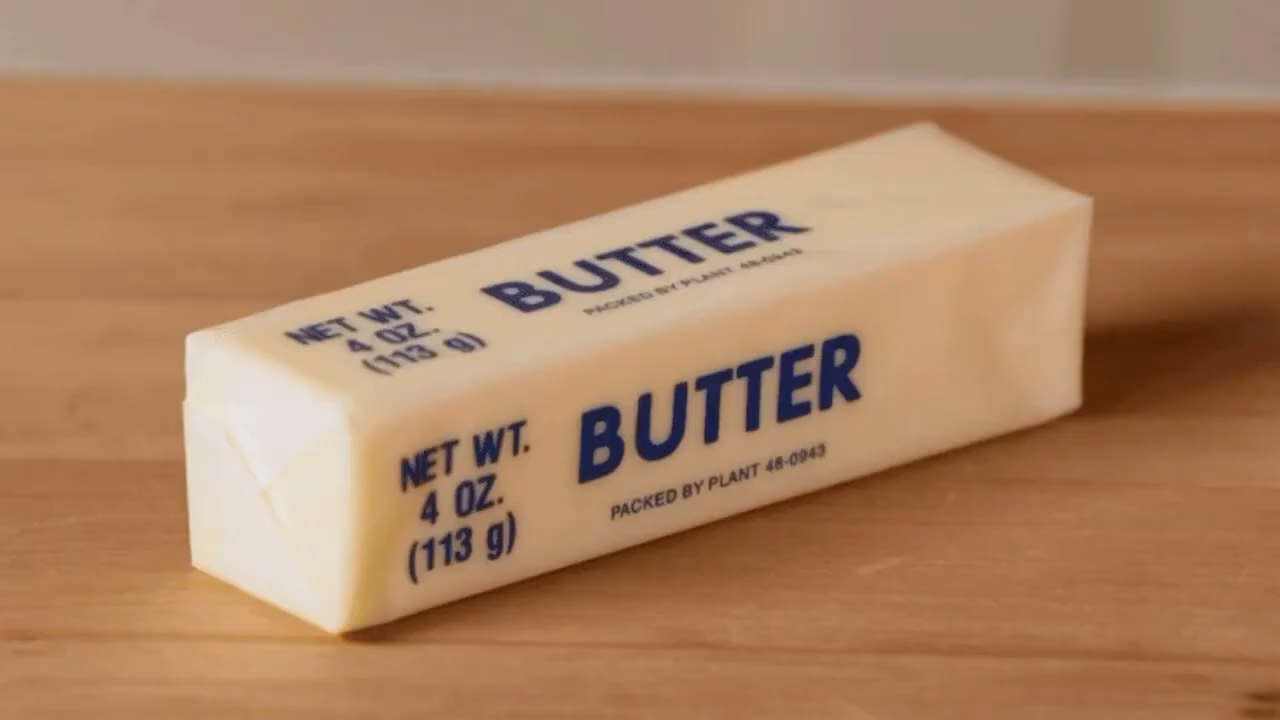 NET WT.
4 OZ.
(113 g)
BUTTER
PACKED BY PLANT 48-0943
NET WT.
4 OZ.
(113 g)
BUTTER
PACKED BY PLANT 48-0943